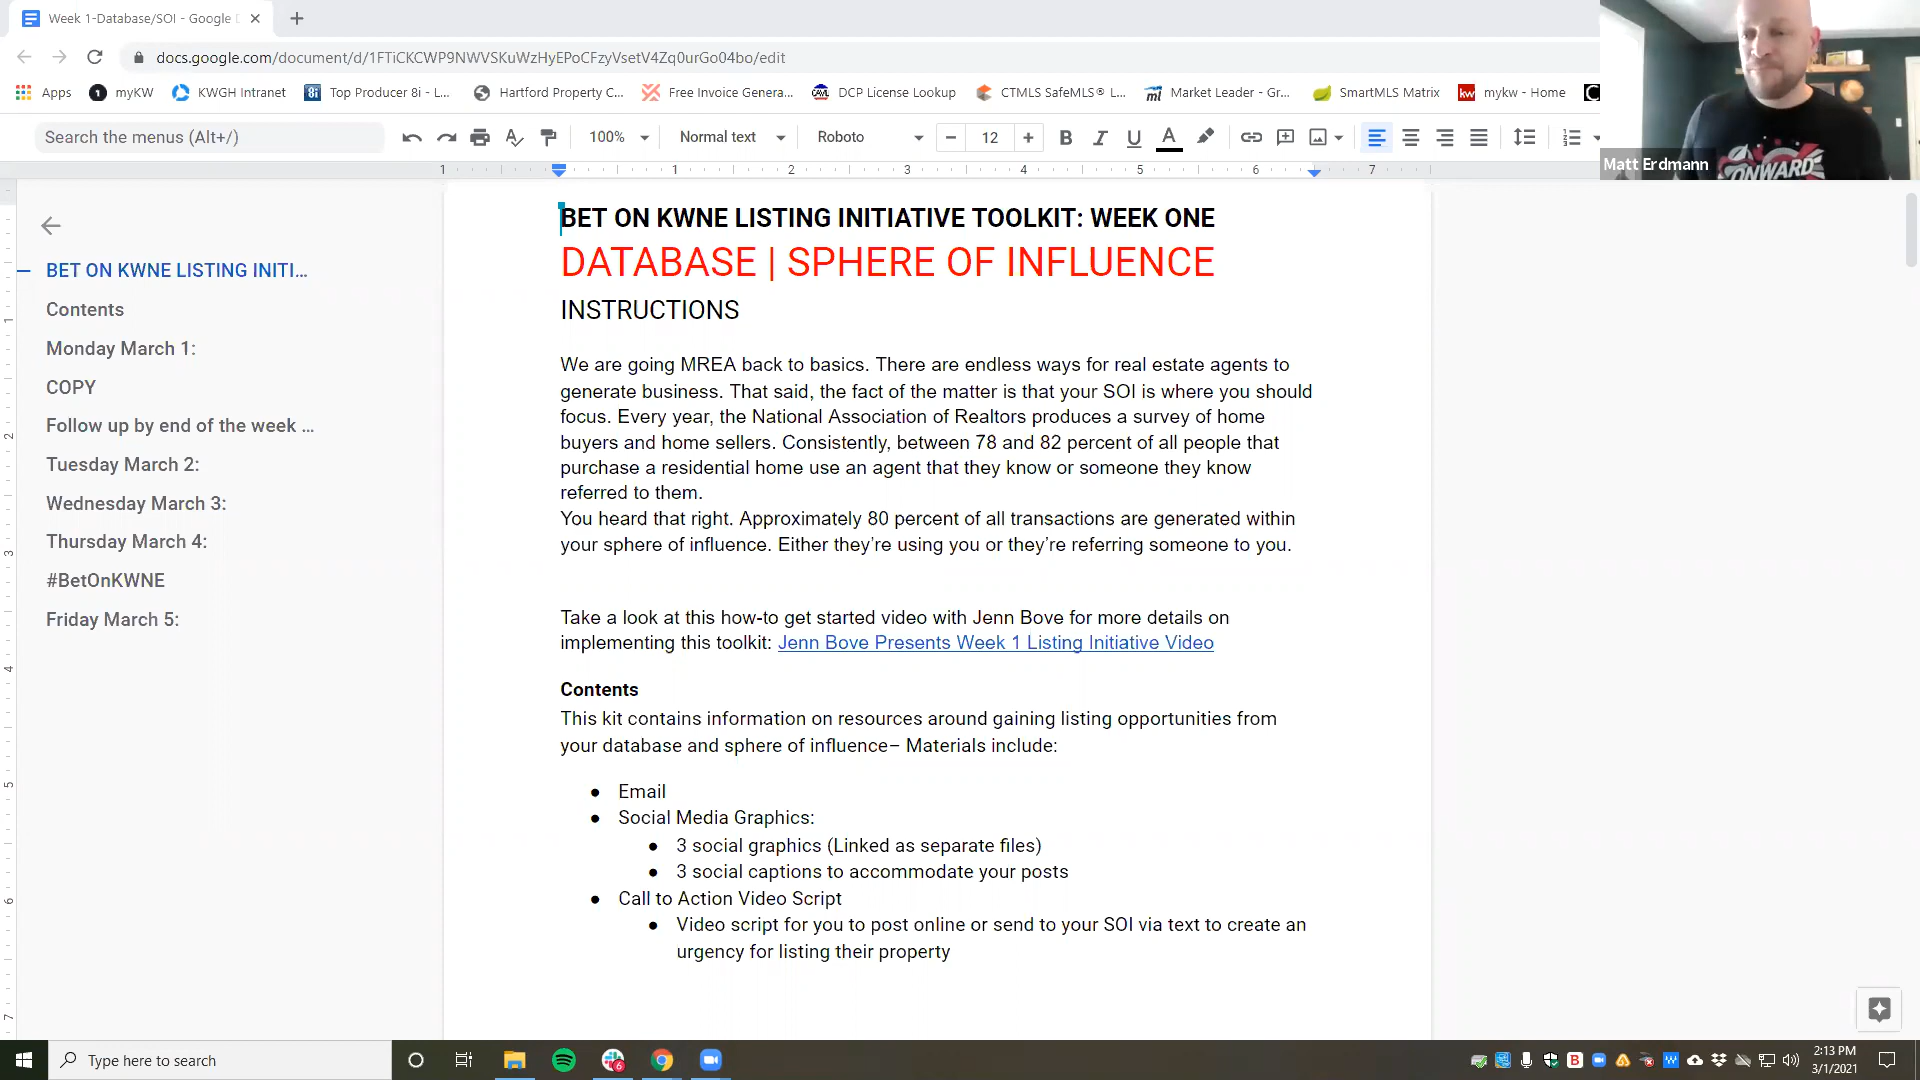 Week 1-Database/SOI - Google D
docs.google.com/document/d/1FTiCKCWP9NWVSKuWzHyEPoCFzyVsetV4Zq0urGo04bo/edit
Apps myKW KWGH Intranet Top Producer 8i - L... Hartford Property C... Free Invoice Genera... DCP License Lookup CTMLS SafeMLS® L... Market Leader - Gr... SmartMLS Matrix mykw - Home
Search the menus (Alt+/) 100% Normal text Roboto 12
1 1 2 3 4 5 6 7
ONWARD
Matt Erdmann
BET ON KWNE LISTING INITI...
Contents
Monday March 1:
COPY
Follow up by end of the week ...
Tuesday March 2:
Wednesday March 3:
Thursday March 4:
#BetOnKWNE
Friday March 5:
BET ON KWNE LISTING INITIATIVE TOOLKIT: WEEK ONE
DATABASE | SPHERE OF INFLUENCE
INSTRUCTIONS
We are going MREA back to basics. There are endless ways for real estate agents to
generate business. That said, the fact of the matter is that your SOI is where you should
focus. Every year, the National Association of Realtors produces a survey of home
buyers and home sellers. Consistently, between 78 and 82 percent of all people that
purchase a residential home use an agent that they know or someone they know
referred to them.
You heard that right. Approximately 80 percent of all transactions are generated within
your sphere of influence. Either they’re using you or they’re referring someone to you.
Take a look at this how-to get started video with Jenn Bove for more details on
implementing this toolkit: Jenn Bove Presents Week 1 Listing Initiative Video
Contents
This kit contains information on resources around gaining listing opportunities from
your database and sphere of influence– Materials include:
● Email
● Social Media Graphics:
● 3 social graphics (Linked as separate files)
● 3 social captions to accommodate your posts
● Call to Action Video Script
● Video script for you to post online or send to your SOI via text to create an
urgency for listing their property
1
2
3
4
5
6
7
Type here to search
2:13 PM
3/1/2021